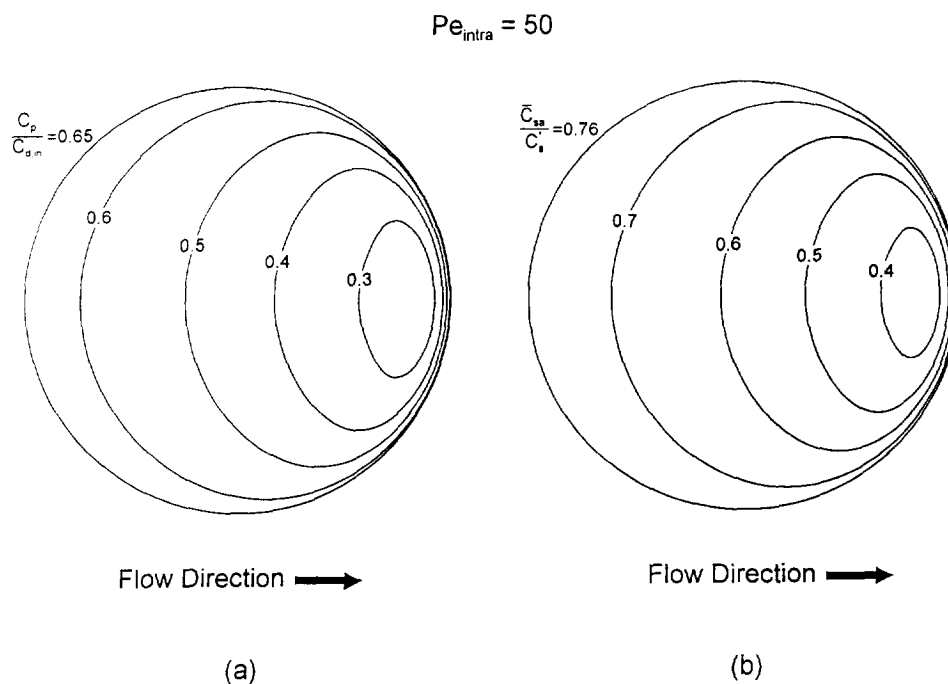 Pe_intra = 50
C_p / C_d,in =0.65
0.6
0.5
0.4
0.3
Flow Direction
(a)
C̅_sa / =0.76
0.7
0.6
0.5
0.4
Flow Direction
(b)